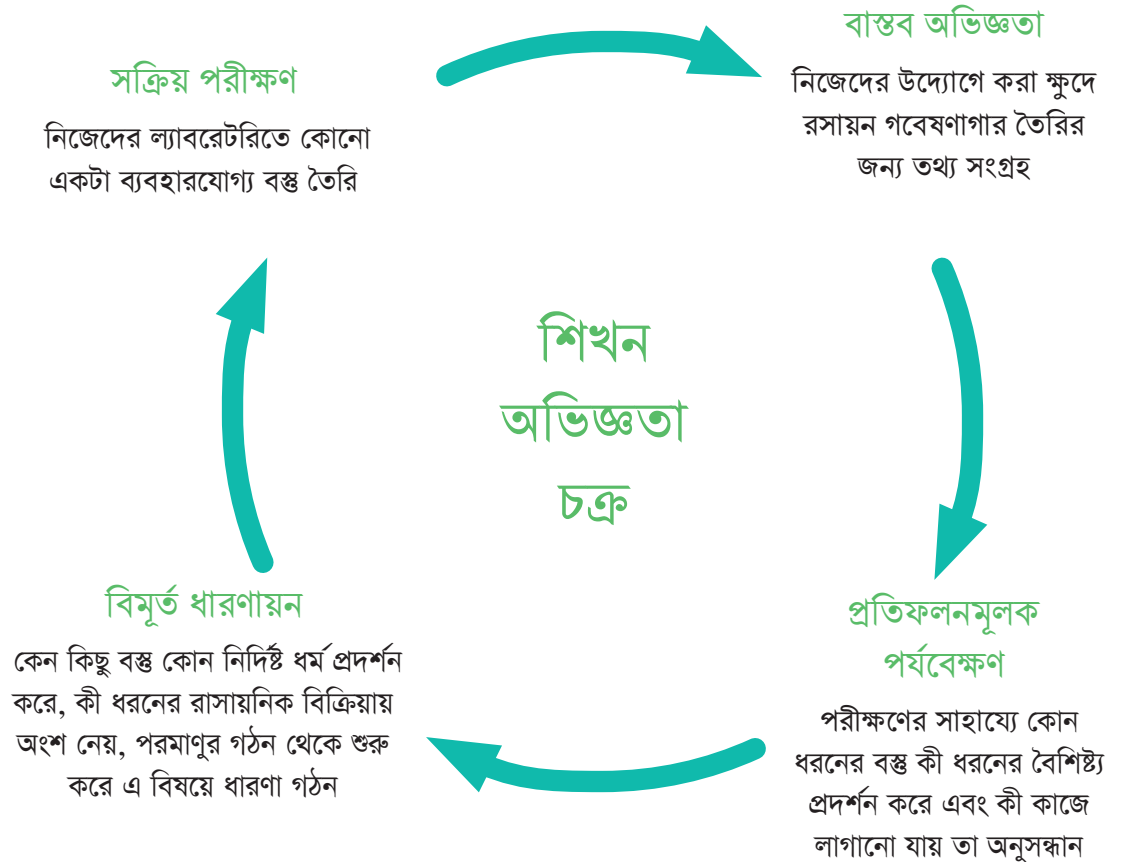 সক্রিয় পরীক্ষণ
নিজেদের ল্যাবরেটরিতে কোনো
একটা ব্যবহারযোগ্য বস্তু তৈরি
বাস্তব অভিজ্ঞতা
নিজেদের উদ্যোগে করা ক্ষুদে
রসায়ন গবেষণাগার তৈরির
জন্য তথ্য সংগ্রহ
শিখন
অভিজ্ঞতা
চক্র
বিমূর্ত ধারণায়ন
কেন কিছু বস্তু কোন নির্দিষ্ট ধর্ম প্রদর্শন
করে, কী ধরনের রাসায়নিক বিক্রিয়ায়
অংশ নেয়, পরমাণুর গঠন থেকে শুরু
করে এ বিষয়ে ধারণা গঠন
প্রতিফলনমূলক
পর্যবেক্ষণ
পরীক্ষণের সাহায্যে কোন
ধরনের বস্তু কী ধরনের বৈশিষ্ট্য
প্রদর্শন করে এবং কী কাজে
লাগানো যায় তা অনুসন্ধান